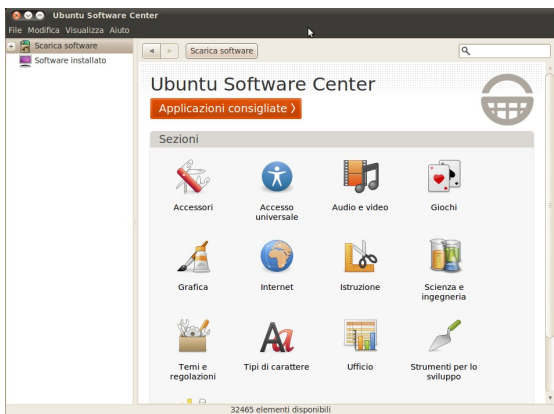 Ubuntu Software Center
File Modifica Visualizza Aiuto
Scarica software
Software installato
Scarica software
Ubuntu Software Center
Applicazioni consigliate
Sezioni
Accessori
Accesso universale
Audio e video
Giochi
Grafica
Internet
Istruzione
Scienza e ingegneria
Temi e regolazioni
Tipi di carattere
Ufficio
Strumenti per lo sviluppo
32465 elementi disponibili